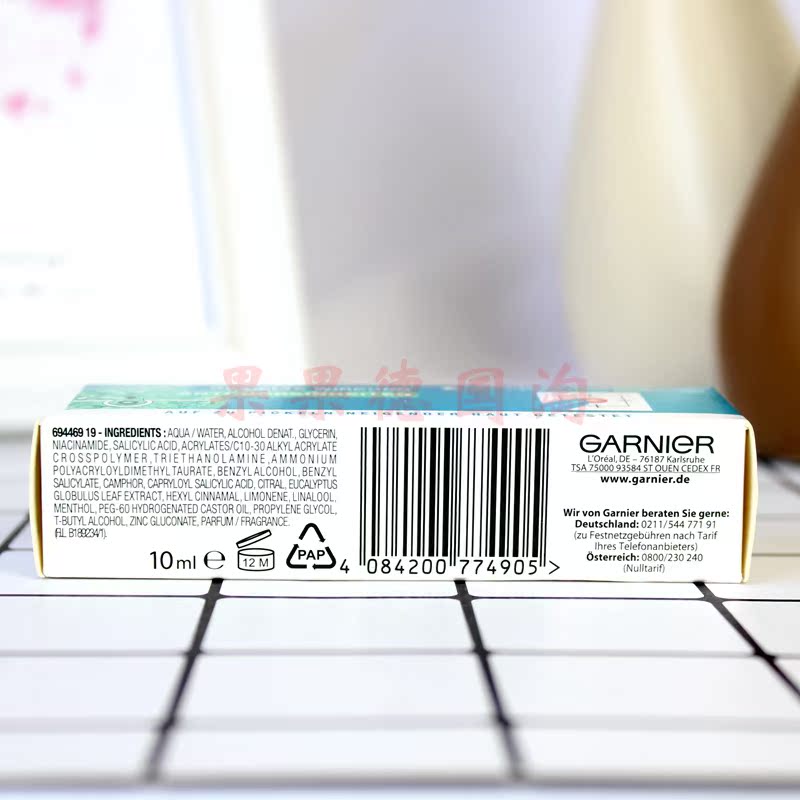 果果德国淘
694469 19 - INGREDIENTS : AQUA / WATER, ALCOHOL DENAT., GLYCERIN,
NIACINAMIDE, SALICYLIC ACID, ACRYLATES/C10-30 ALKYL ACRYLATE
CROSSPOLYMER, TRIETHANOLAMINE, AMMONIUM
POLYACRYLOYLDIMETHYL TAURATE, BENZYL ALCOHOL, BENZYL
SALICYLATE, CAMPHOR, CAPRYLOYL SALICYLIC ACID, CITRAL, EUCALYPTUS
GLOBULUS LEAF EXTRACT, HEXYL CINNAMAL, LIMONENE, LINALOOL,
MENTHOL, PEG-60 HYDROGENATED CASTOR OIL, PROPYLENE GLYCOL,
T-BUTYL ALCOHOL, ZINC GLUCONATE, PARFUM / FRAGRANCE.
(F.I.L. B189234/1).
10 ml ℮
12 M
PAP
4 084200 774905 >
GARNIER
L'Oréal, DE – 76187 Karlsruhe
TSA 75000 93584 ST OUEN CEDEX FR
www.garnier.de
Wir von Garnier beraten Sie gerne:
Deutschland: 0211/544 771 91
(zu Festnetzgebühren nach Tarif
Ihres Telefonanbieters)
Österreich: 0800/230 240
(Nulltarif)